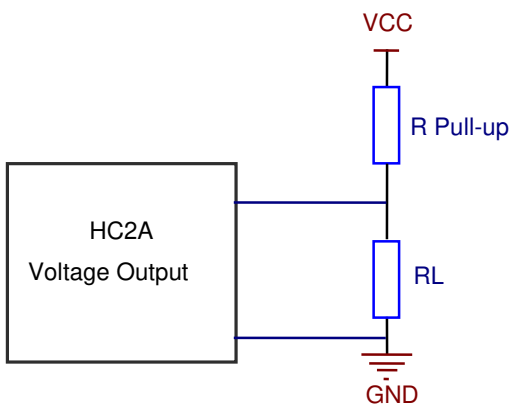 VCC
R Pull-up
HC2A
Voltage Output
RL
GND